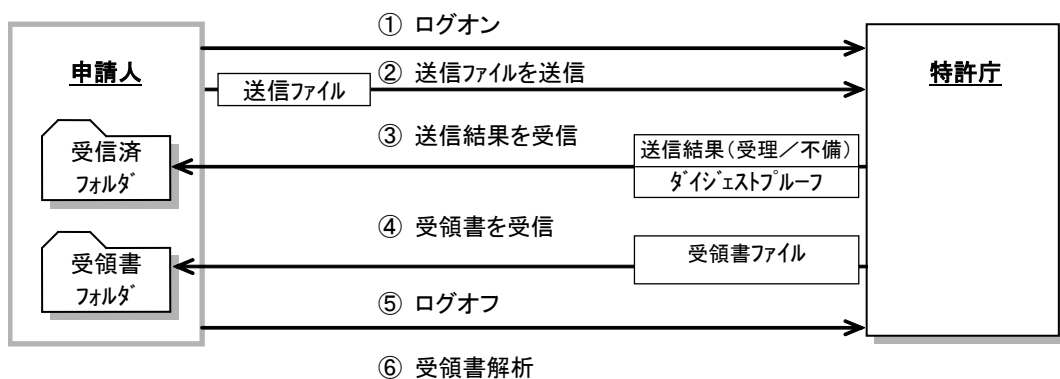 ① ログオン
申請人
② 送信ファイルを送信
特許庁
送信ﾌｧｲﾙ
③ 送信結果を受信
受信済
ﾌｫﾙﾀﾞ
送信結果（受理／不備）
ﾀﾞｲｼﾞｪｽﾄﾌﾟﾙｰﾌ
④ 受領書を受信
受領書
ﾌｫﾙﾀﾞ
受領書ﾌｧｲﾙ
⑤ ログオフ
⑥ 受領書解析